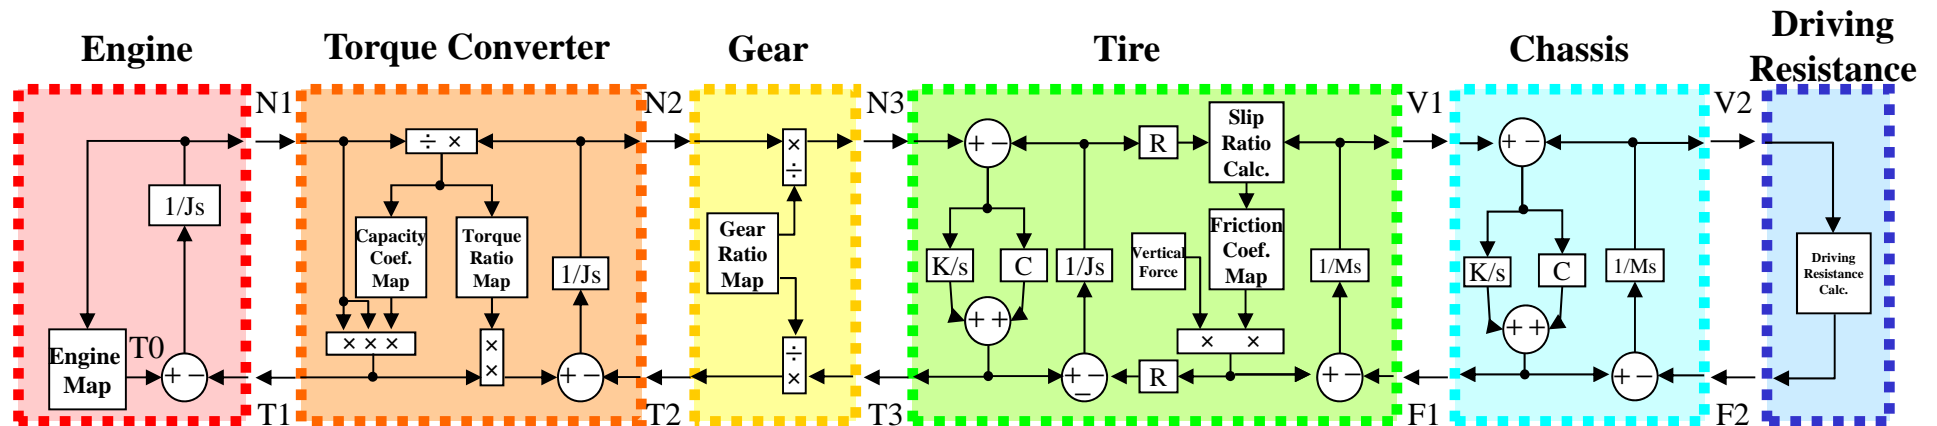 Engine
Torque Converter
Gear
Tire
Chassis
Driving
Resistance
N1
N2
N3
V1
V2
1/Js
Engine
Map
T0
+ −
T1
÷ ×
Capacity
Coef.
Map
Torque
Ratio
Map
1/Js
× × ×
×
×
+ −
T2
×
÷
Gear
Ratio
Map
÷
×
T3
+ −
R
Slip
Ratio
Calc.
K/s
C
1/Js
Vertical
Force
Friction
Coef.
Map
1/Ms
+ +
× ×
+ −
−
R
+ −
F1
+ −
K/s
C
1/Ms
+ +
+ −
F2
Driving
Resistance
Calc.